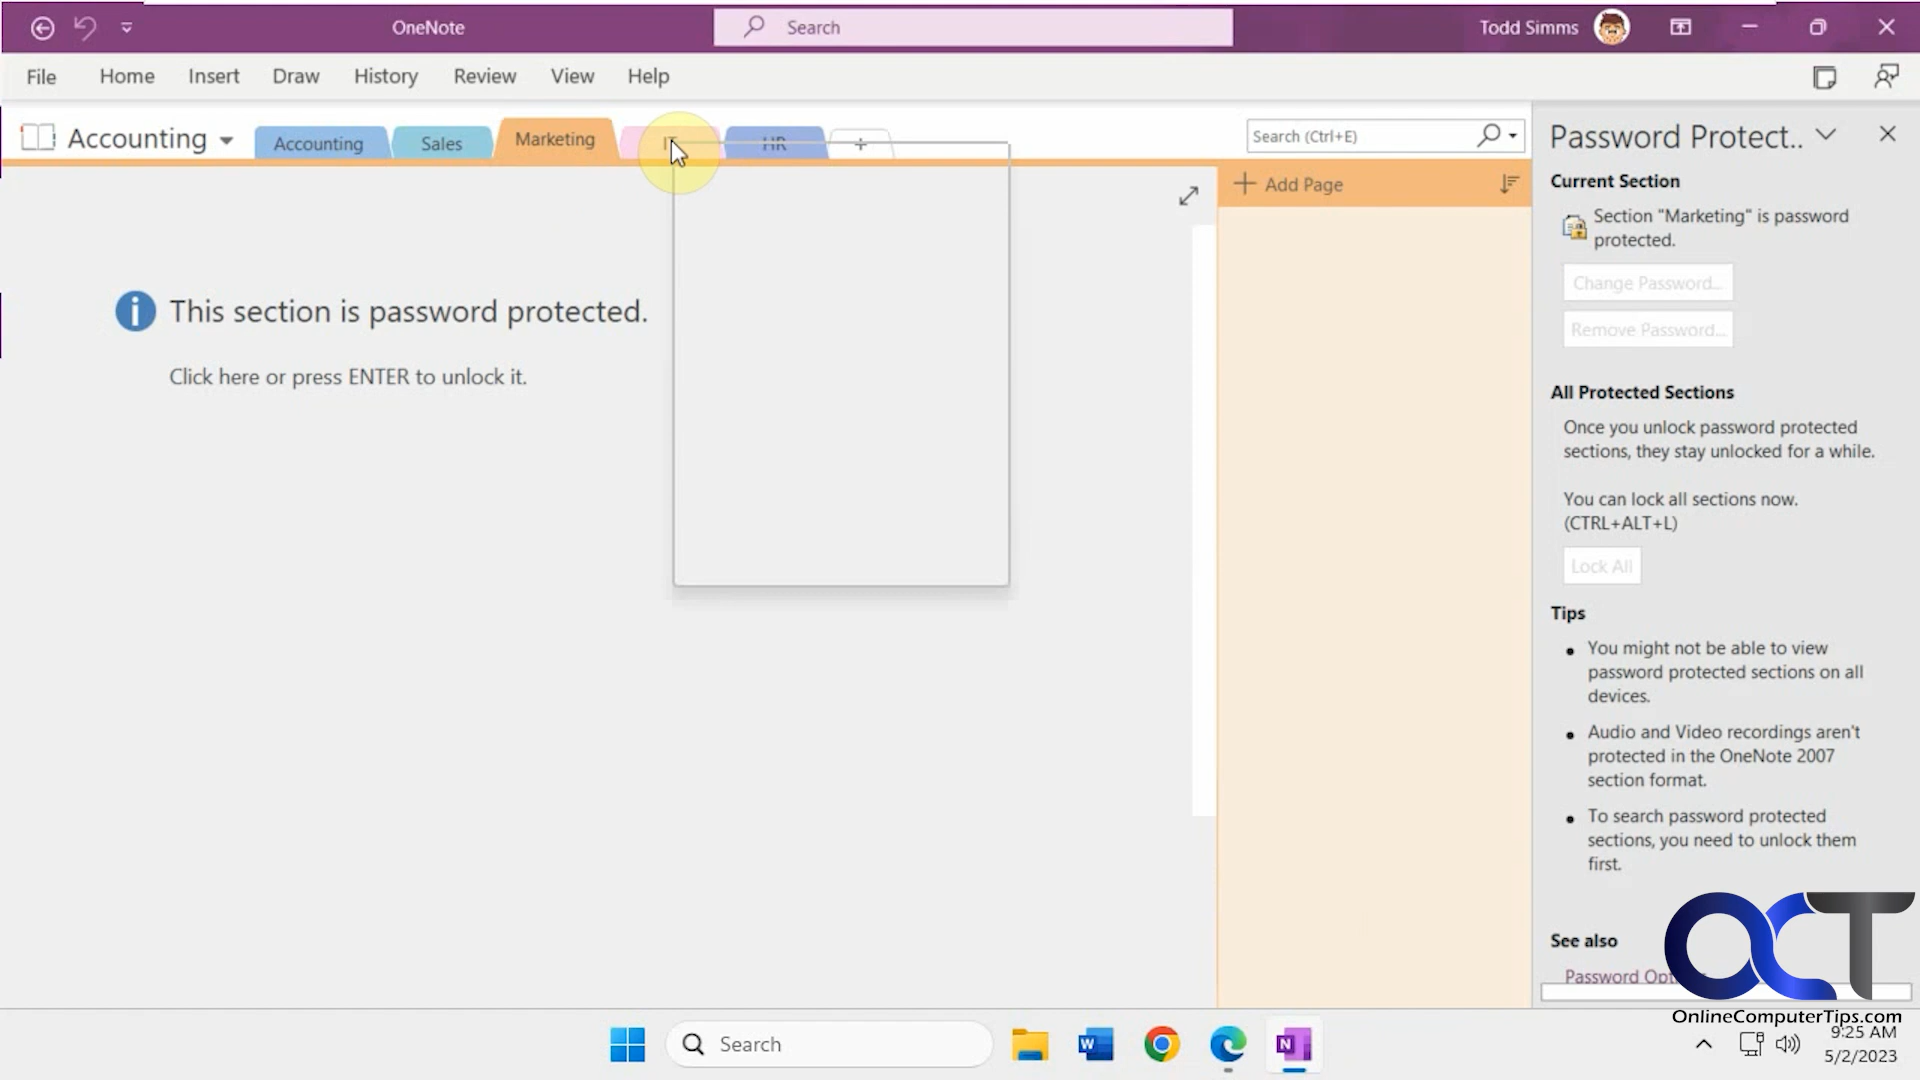 OneNote
Search
Todd Simms
File Home Insert Draw History Review View Help
Accounting
Accounting Sales Marketing IT HR
Search (Ctrl+E)
Add Page
This section is password protected.
Click here or press ENTER to unlock it.
Password Protect..
Current Section
Section "Marketing" is password
protected.
Change Password...
Remove Password...
All Protected Sections
Once you unlock password protected
sections, they stay unlocked for a while.
You can lock all sections now.
(CTRL+ALT+L)
Lock All
Tips
You might not be able to view
password protected sections on all
devices.
Audio and Video recordings aren't
protected in the OneNote 2007
section format.
To search password protected
sections, you need to unlock them
first.
See also
Password
OCT
OnlineComputerTips.com
Search
9:25 AM
5/2/2023